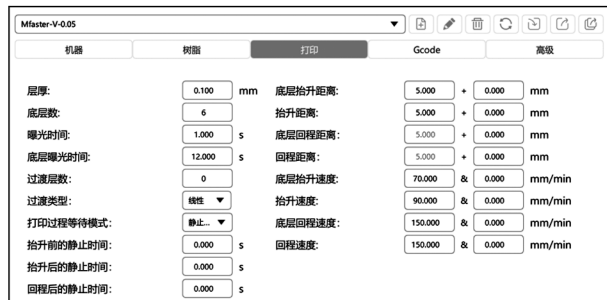 Mfaster-V-0.05
机器 树脂 打印 Gcode 高级
层厚: 0.100 mm 底层抬升距离: 5.000 + 0.000 mm
底层数: 6 抬升距离: 5.000 + 0.000 mm
曝光时间: 1.000 s 底层回程距离: 5.000 + 0.000 mm
底层曝光时间: 12.000 s 回程距离: 5.000 + 0.000 mm
过渡层数: 0 底层抬升速度: 70.000 & 0.000 mm/min
过渡类型: 线性 抬升速度: 90.000 & 0.000 mm/min
打印过程等待模式: 静止... 底层回程速度: 150.000 & 0.000 mm/min
抬升前的静止时间: 0.000 s 回程速度: 150.000 & 0.000 mm/min
抬升后的静止时间: 0.000 s
回程后的静止时间: 0.000 s